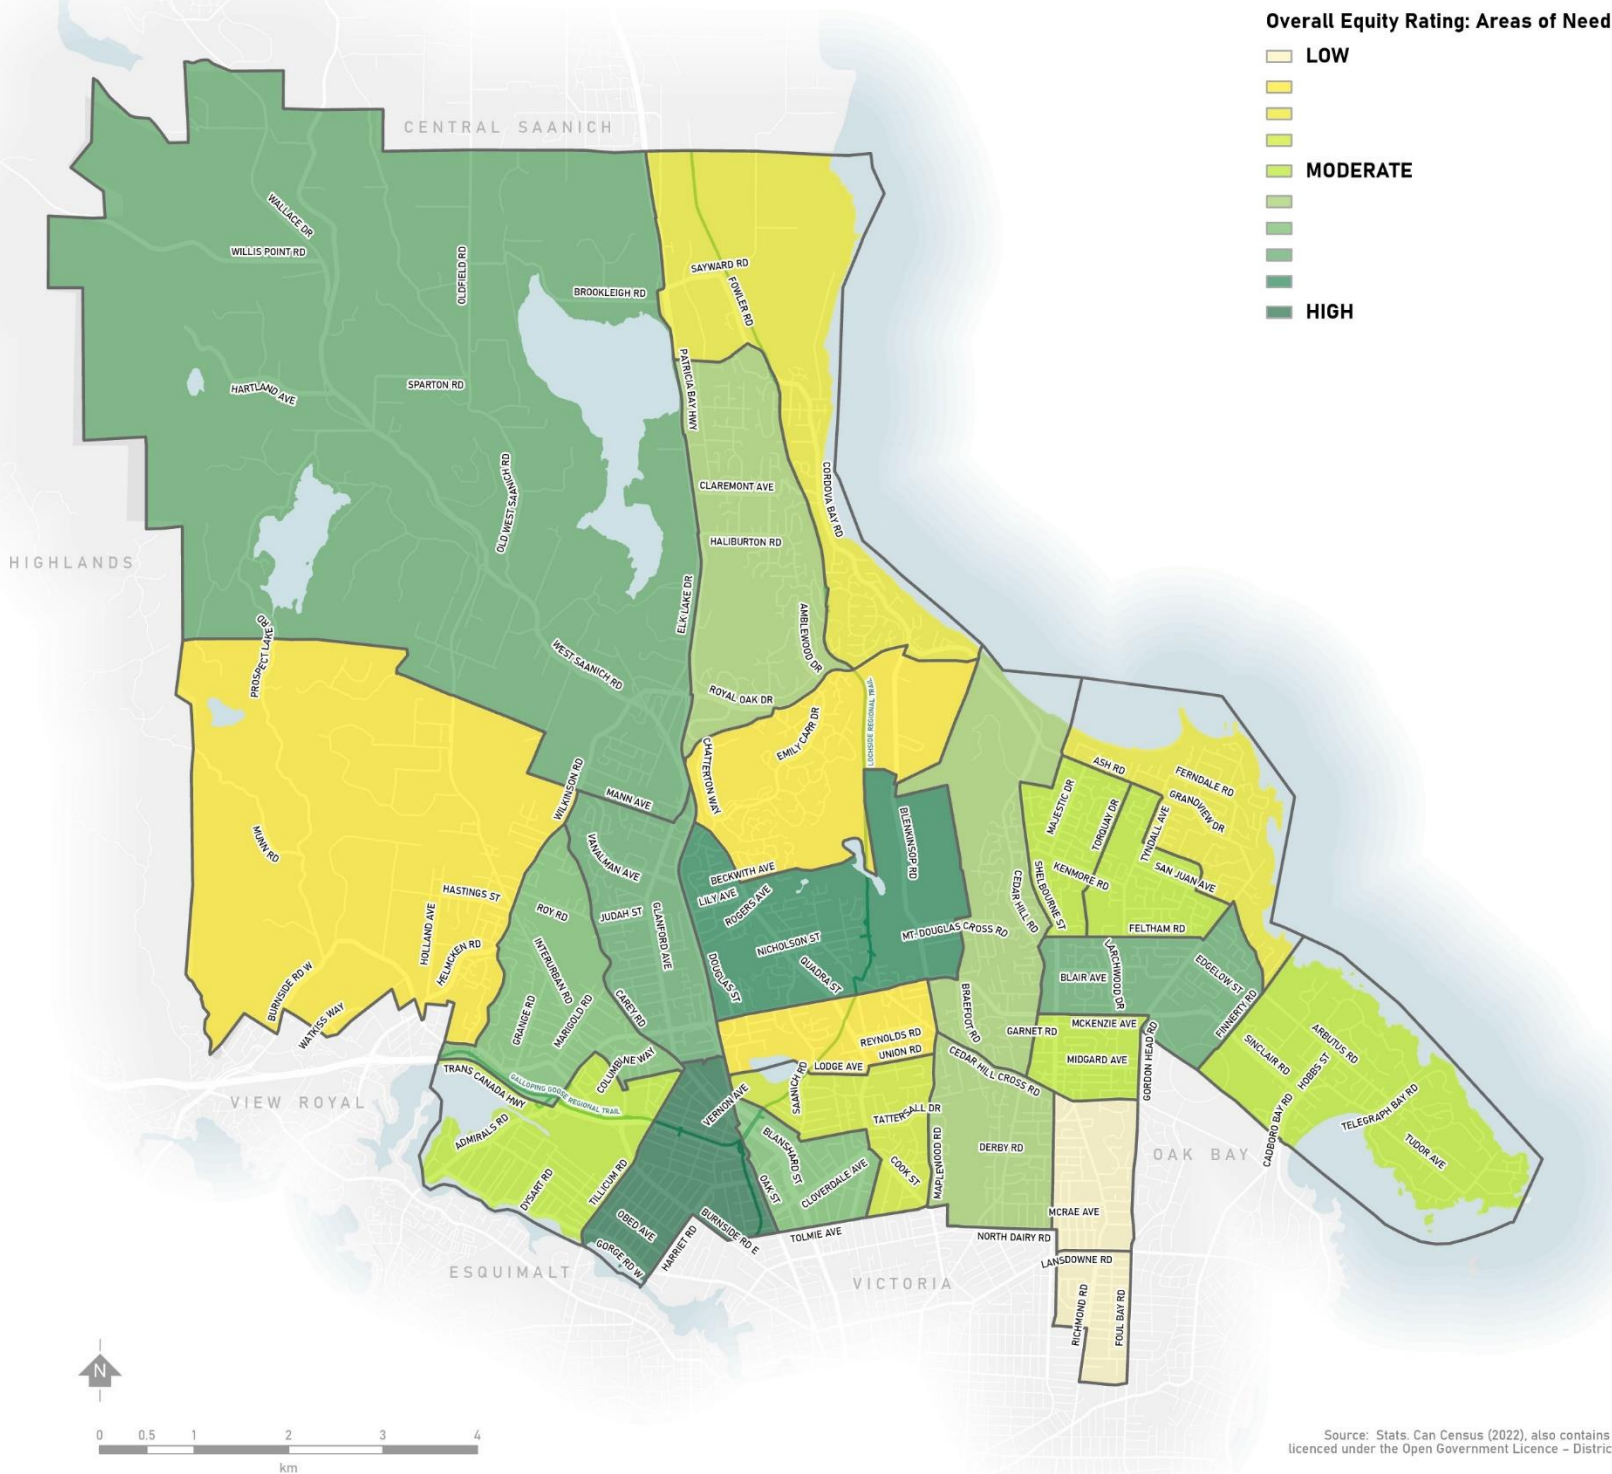 Overall Equity Rating: Areas of Need
LOW
MODERATE
HIGH
CENTRAL SAANICH
WALLACE DR
WILLIS POINT RD
OLDFIELD RD
BROOKLEIGH RD
SAYWARD RD
FOWLER RD
PATRICIA BAY HWY
HARTLAND AVE
SPARTON RD
OLD WEST SAANICH RD
CLAREMONT AVE
CORDOVA BAY RD
HALIBURTON RD
HIGHLANDS
ELK LAKE DR
AMBLEWOOD DR
PROSPECT LAKE RD
WEST SAANICH RD
ROYAL OAK DR
LOCHSIDE REGIONAL TRAIL
EMILY CARR DR
CHATTERTON WAY
WILKINSON RD
MANN AVE
ASH RD
FERNDALE RD
GRANDVIEW DR
MAJESTIC DR
TORQUAY DR
TYNDALL AVE
MUNN RD
VANALMAN AVE
BLENKINSOP RD
BECKWITH AVE
LILY AVE
ROGERS AVE
KENMORE RD
SAN JUAN AVE
SHELBOURNE ST
CEDAR HILL RD
HASTINGS ST
HOLLAND AVE
HELMCKEN RD
ROY RD
JUDAH ST
GLANFORD AVE
NICHOLSON ST
MT- DOUGLAS CROSS RD
FELTHAM RD
INTERURBAN RD
DOUGLAS ST
QUADRA ST
BLAIR AVE
LARCHWOOD DR
EDGELOW ST
BURNSIDE RD W
WATKISS WAY
GRANGE RD
MARIGOLD RD
CAREY RD
BRAEFOOT RD
GARNET RD
MCKENZIE AVE
FINNERTY RD
REYNOLDS RD
UNION RD
LODGE AVE
CEDAR HILL CROSS RD
MIDGARD AVE
GORDON HEAD RD
SINCLAIR RD
ARBUTUS RD
HOBBS ST
COLUMBINE WAY
TRANS CANADA HWY
GALLOPING GOOSE REGIONAL TRAIL
VERNON AVE
SAANICH RD
TATTERSALL DR
MAPLEWOOD RD
DERBY RD
CADBORO BAY RD
TELEGRAPH BAY RD
TUDOR AVE
VIEW ROYAL
ADMIRALS RD
DYSART RD
TILLICUM RD
BLANSHARD ST
OAK ST
CLOVERDALE AVE
COOK ST
OAK BAY
OBED AVE
GORGE RD W
HARRIET RD
BURNSIDE RD E
TOLMIE AVE
MCRAE AVE
NORTH DAIRY RD
LANSDOWNE RD
RICHMOND RD
FOUL BAY RD
ESQUIMALT
VICTORIA
N
0 0.5 1 2 3 4
km
Source: Stats. Can Census (2022), also contains
licenced under the Open Government Licence – Distric